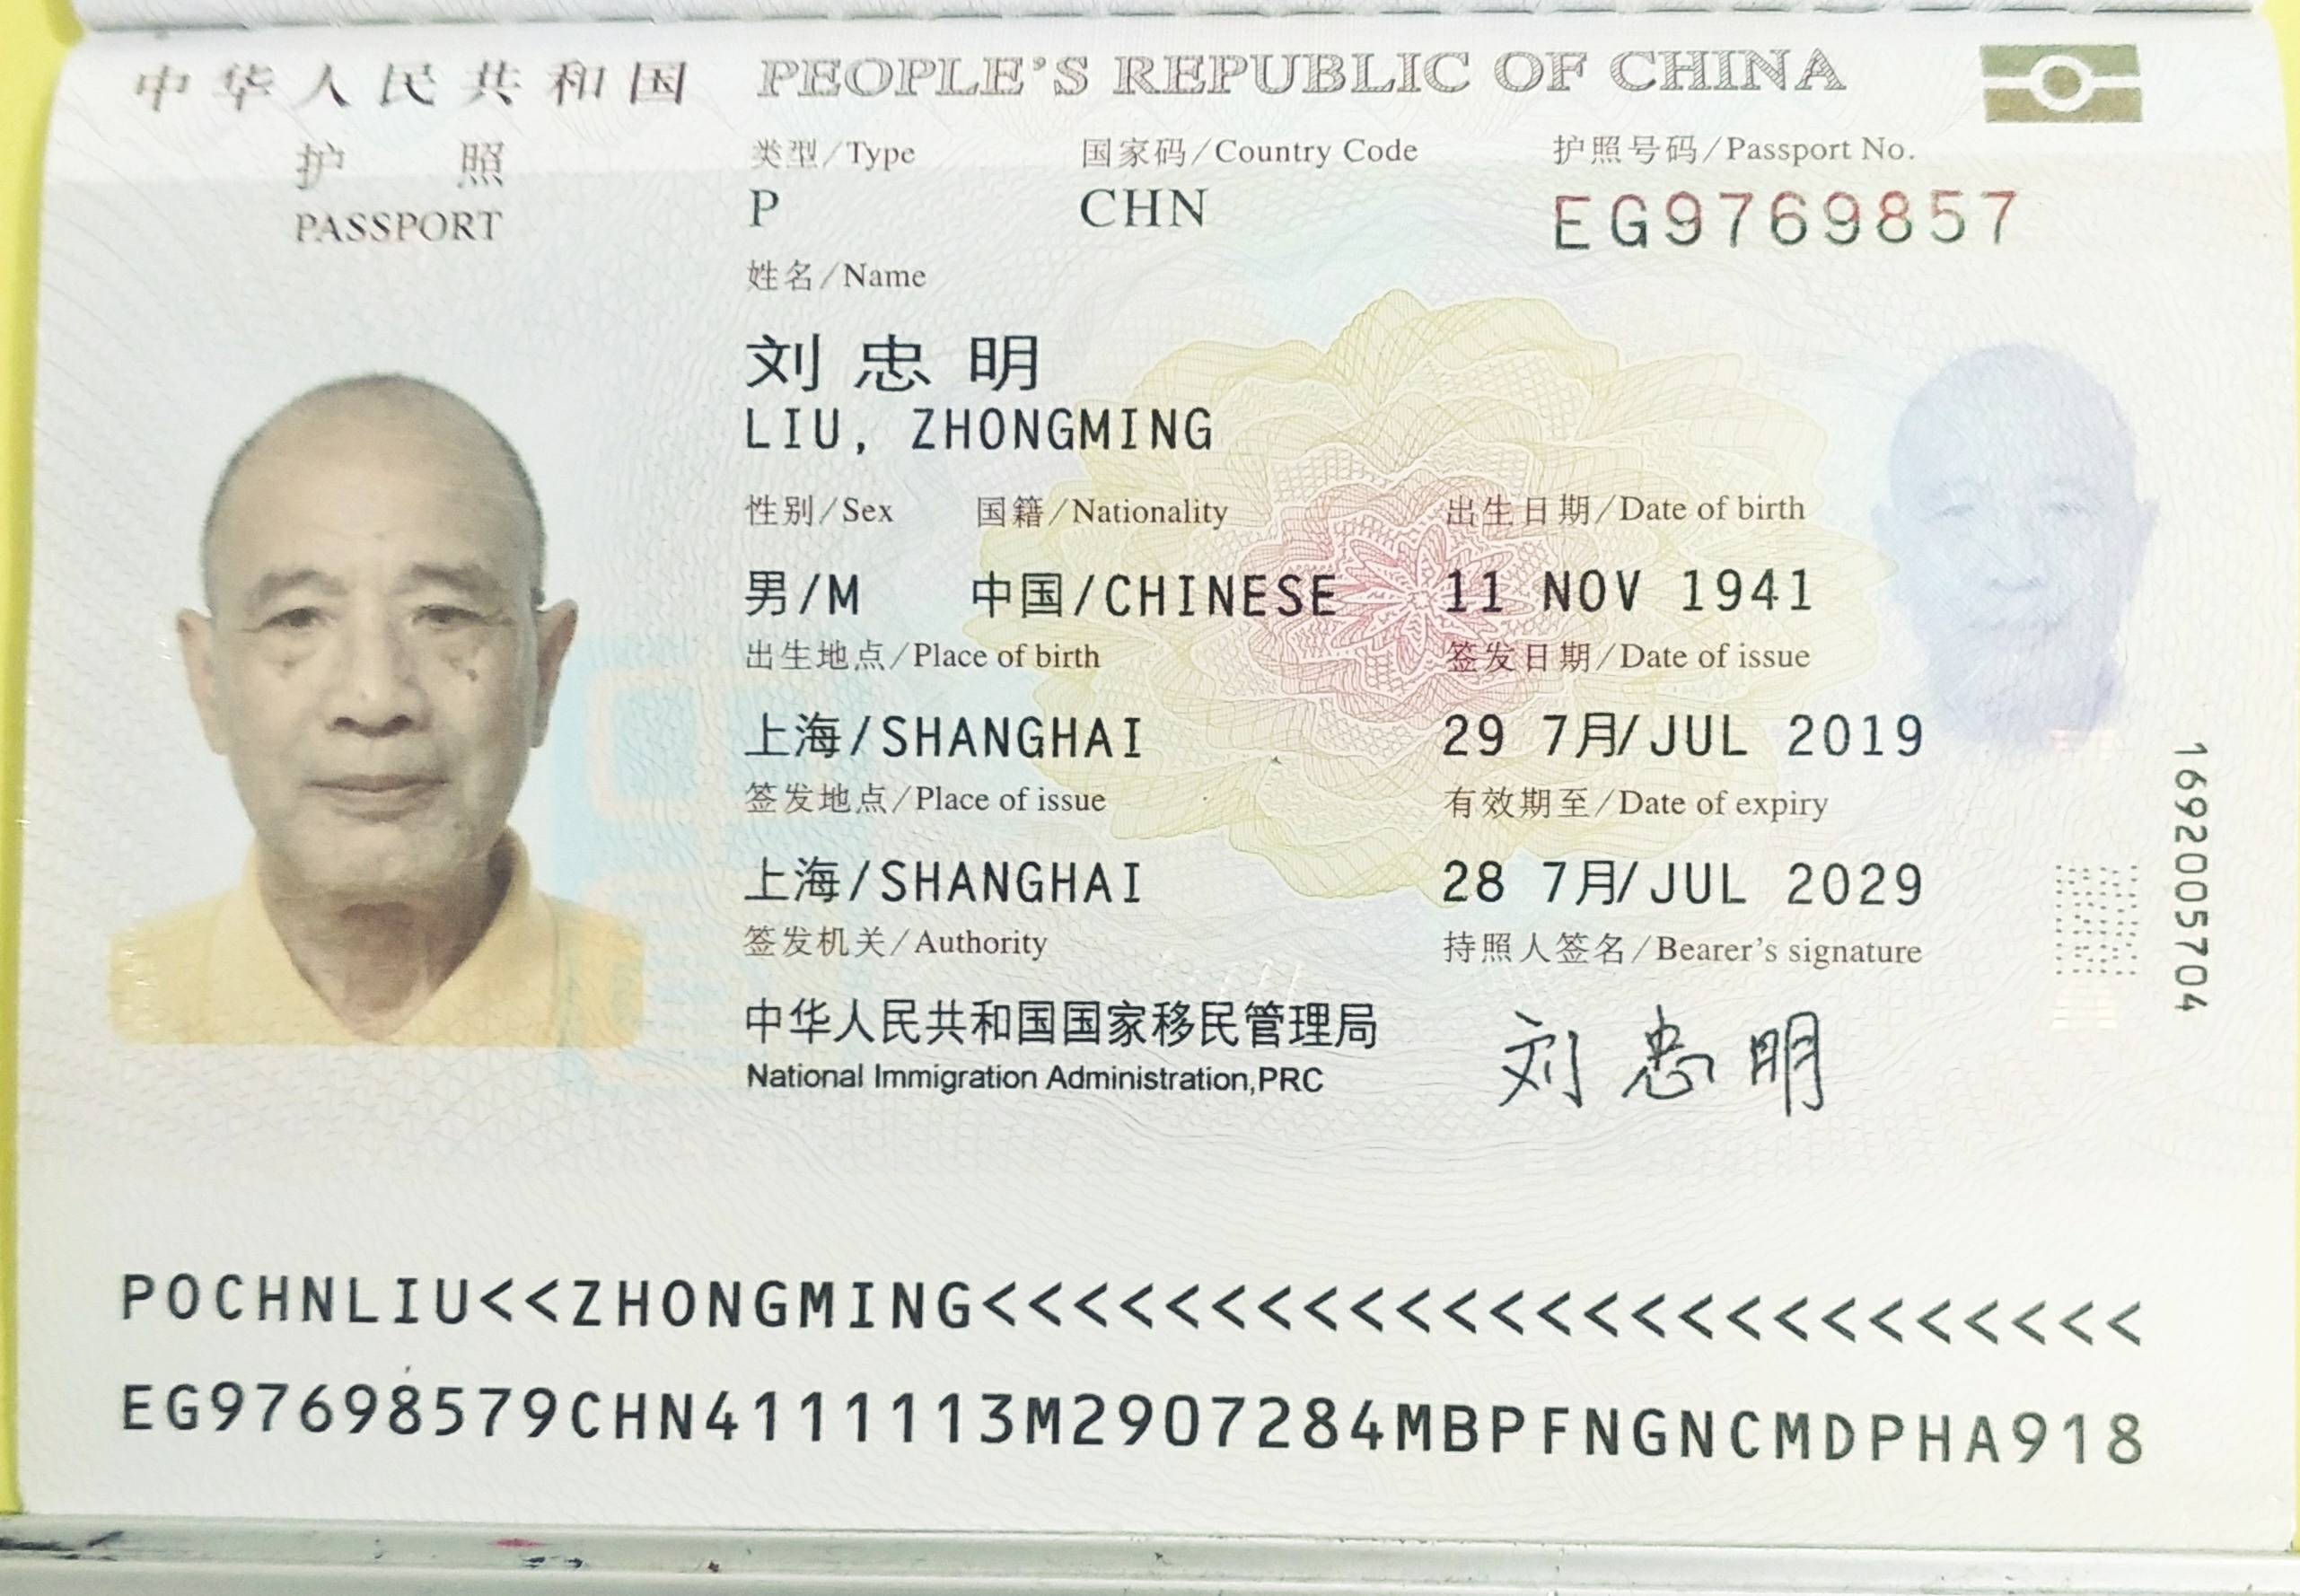 中华人民共和国 PEOPLE'S REPUBLIC OF CHINA
护照
PASSPORT
类型/Type 国家码/Country Code 护照号码/Passport No.
P CHN EG9769857
姓名/Name
刘忠明
LIU, ZHONGMING
性别/Sex 国籍/Nationality 出生日期/Date of birth
男/M 中国/CHINESE 11 NOV 1941
出生地点/Place of birth 签发日期/Date of issue
上海/SHANGHAI 29 7月/JUL 2019
签发地点/Place of issue 有效期至/Date of expiry
上海/SHANGHAI 28 7月/JUL 2029
签发机关/Authority 持照人签名/Bearer's signature
中华人民共和国国家移民管理局
National Immigration Administration,PRC
刘忠明
1692005704
POCHNLIU<<ZHONGMING<<<<<<<<<<<<<<<<<<<<<<<<<
EG97698579CHN4111113M2907284MBPFNGNCMDPHA918